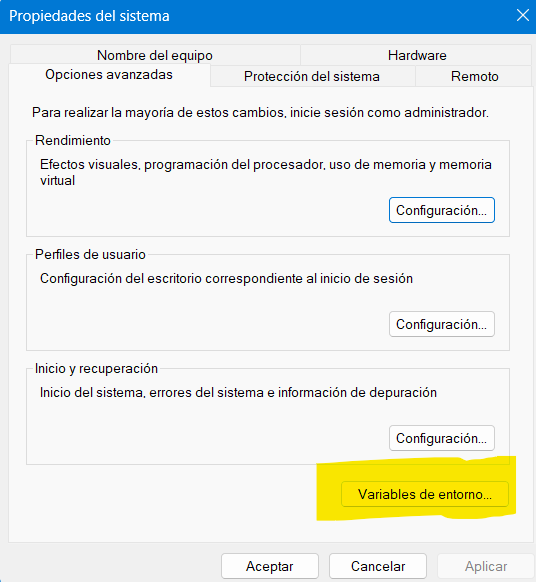 Propiedades del sistema
Nombre del equipo
Hardware
Opciones avanzadas
Protección del sistema
Remoto
Para realizar la mayoría de estos cambios, inicie sesión como administrador.
Rendimiento
Efectos visuales, programación del procesador, uso de memoria y memoria
virtual
Configuración...
Perfiles de usuario
Configuración del escritorio correspondiente al inicio de sesión
Configuración...
Inicio y recuperación
Inicio del sistema, errores del sistema e información de depuración
Configuración...
Variables de entorno...
Aceptar
Cancelar
Aplicar